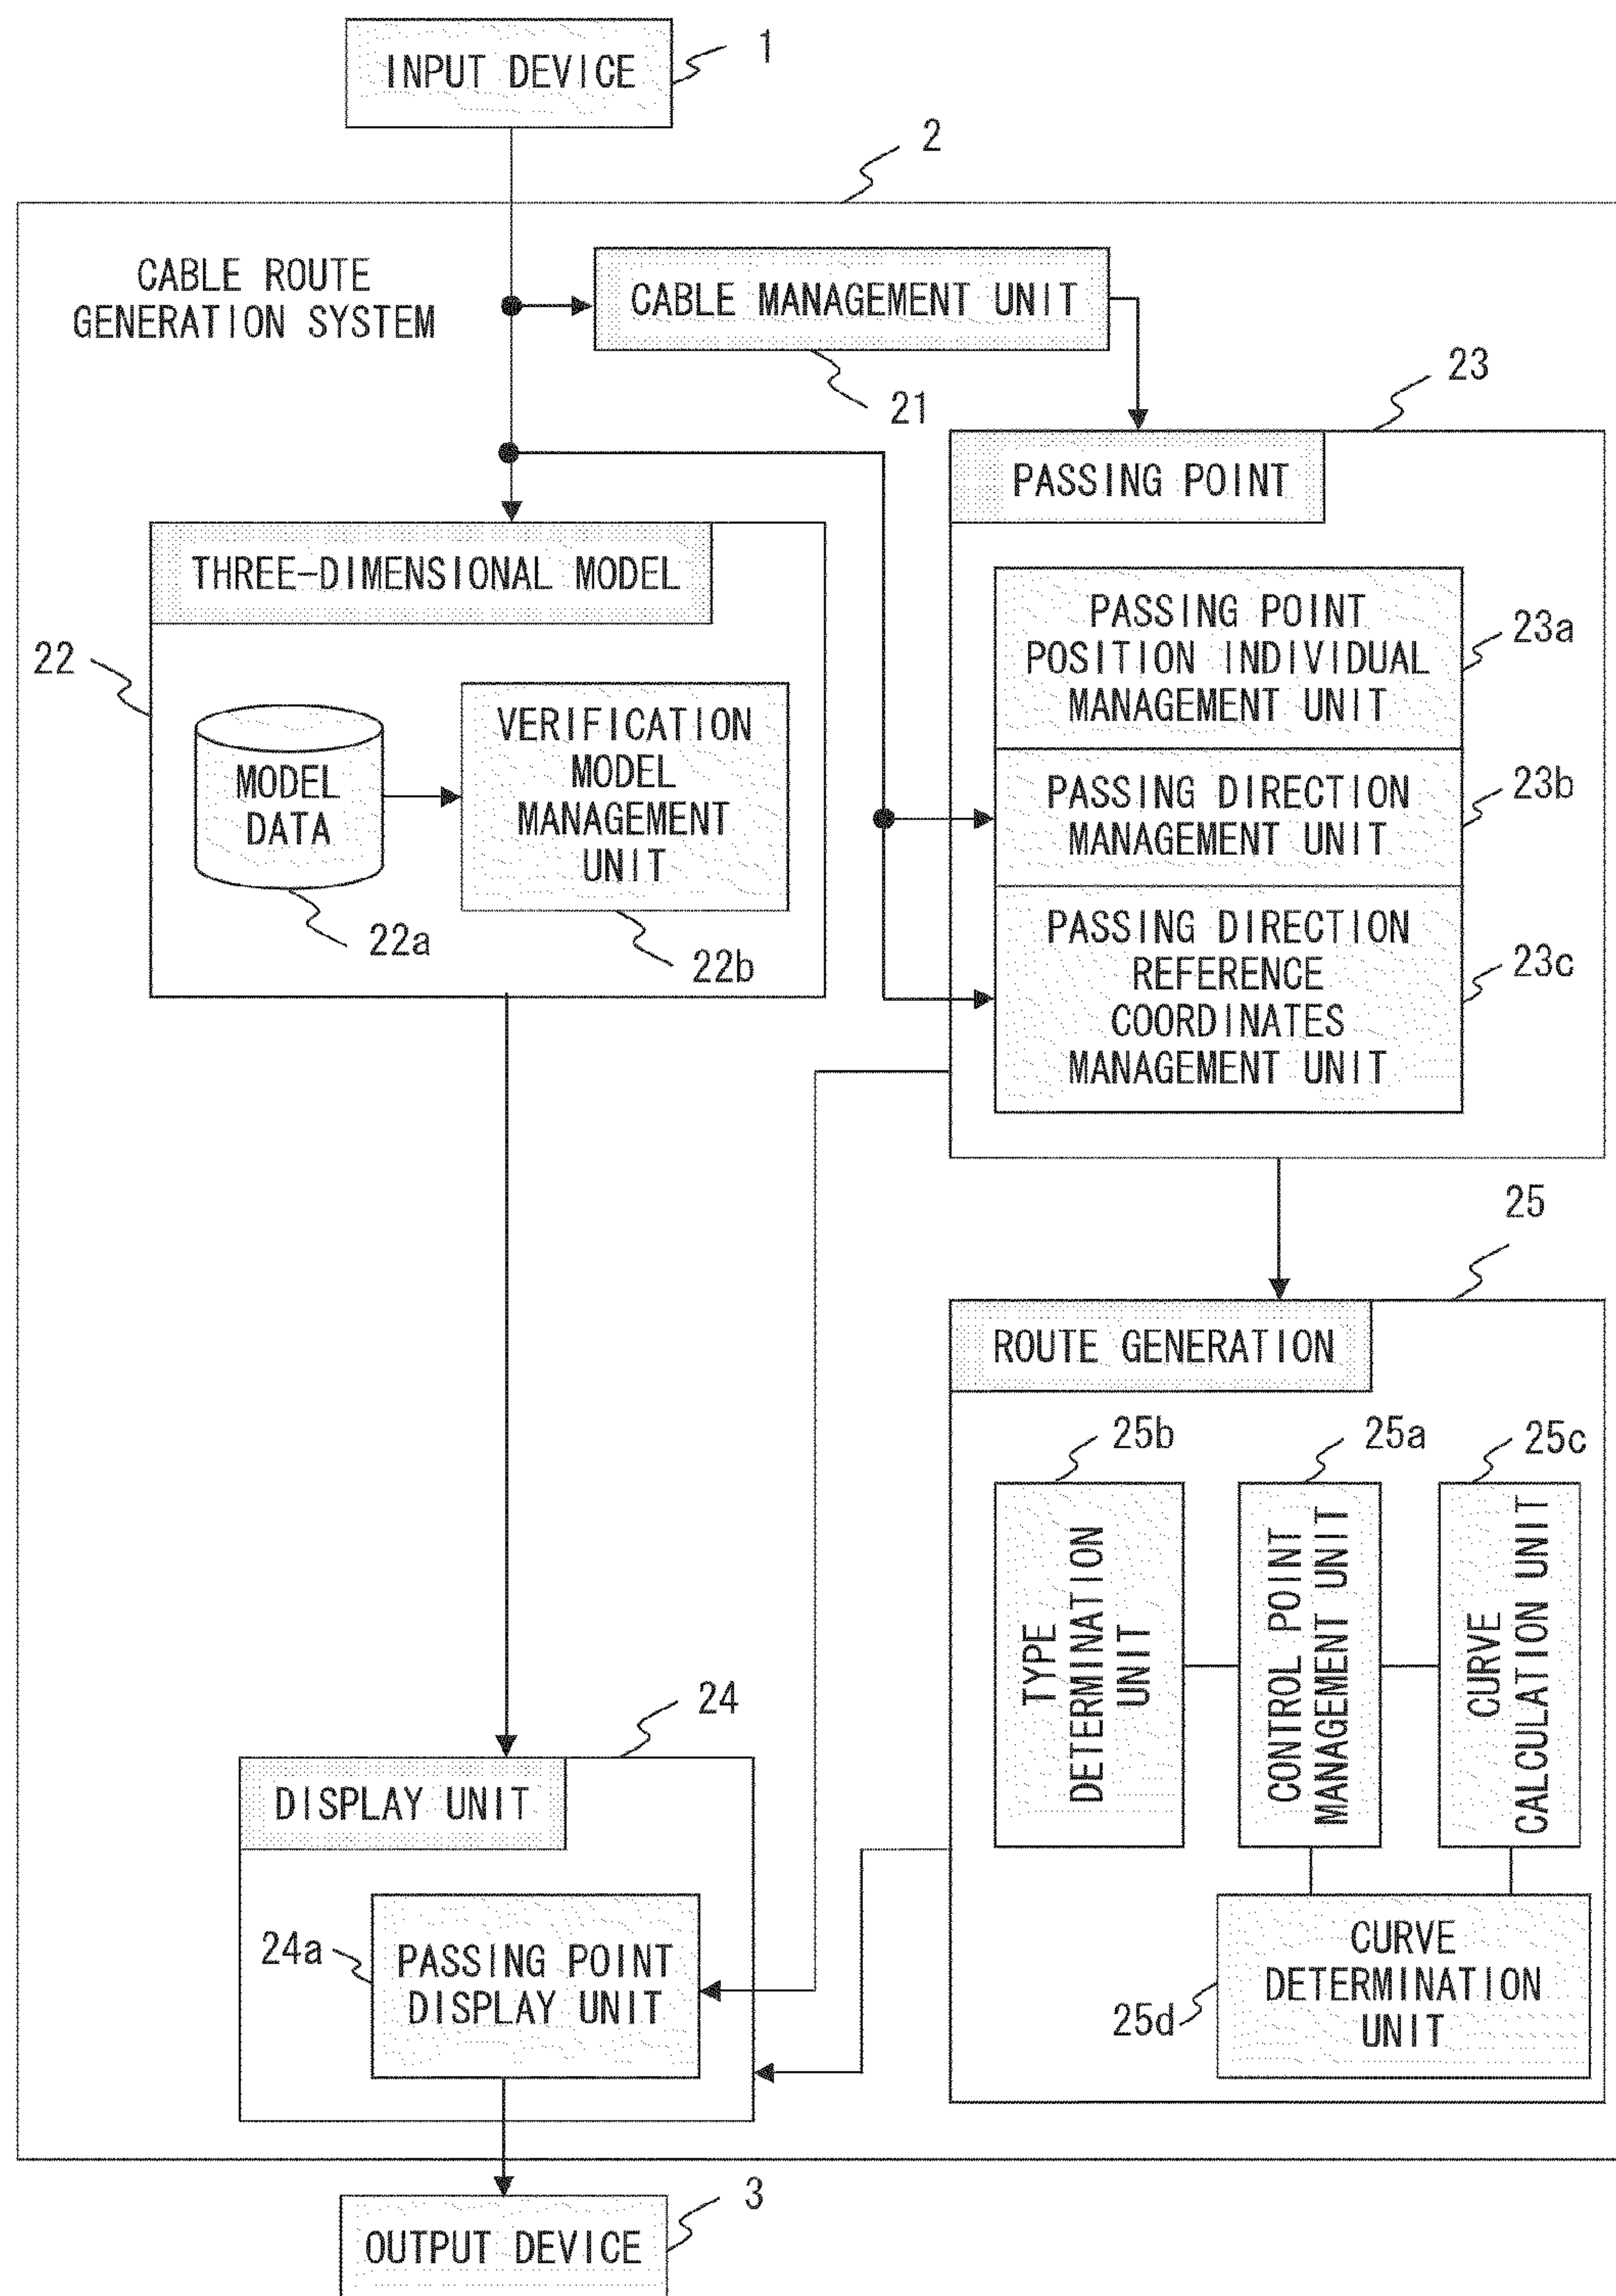 INPUT DEVICE
1
2
CABLE ROUTE
GENERATION SYSTEM
CABLE MANAGEMENT UNIT
21
23
PASSING POINT
THREE-DIMENSIONAL MODEL
22
MODEL
DATA
22a
VERIFICATION
MODEL
MANAGEMENT
UNIT
22b
PASSING POINT
POSITION INDIVIDUAL
MANAGEMENT UNIT
23a
PASSING DIRECTION
MANAGEMENT UNIT
23b
PASSING DIRECTION
REFERENCE
COORDINATES
MANAGEMENT UNIT
23c
25
ROUTE GENERATION
25b
25a
25c
TYPE
DETERMINATION
UNIT
CONTROL POINT
MANAGEMENT UNIT
CURVE
CALCULATION UNIT
CURVE
DETERMINATION
UNIT
25d
24
DISPLAY UNIT
24a
PASSING POINT
DISPLAY UNIT
3
OUTPUT DEVICE